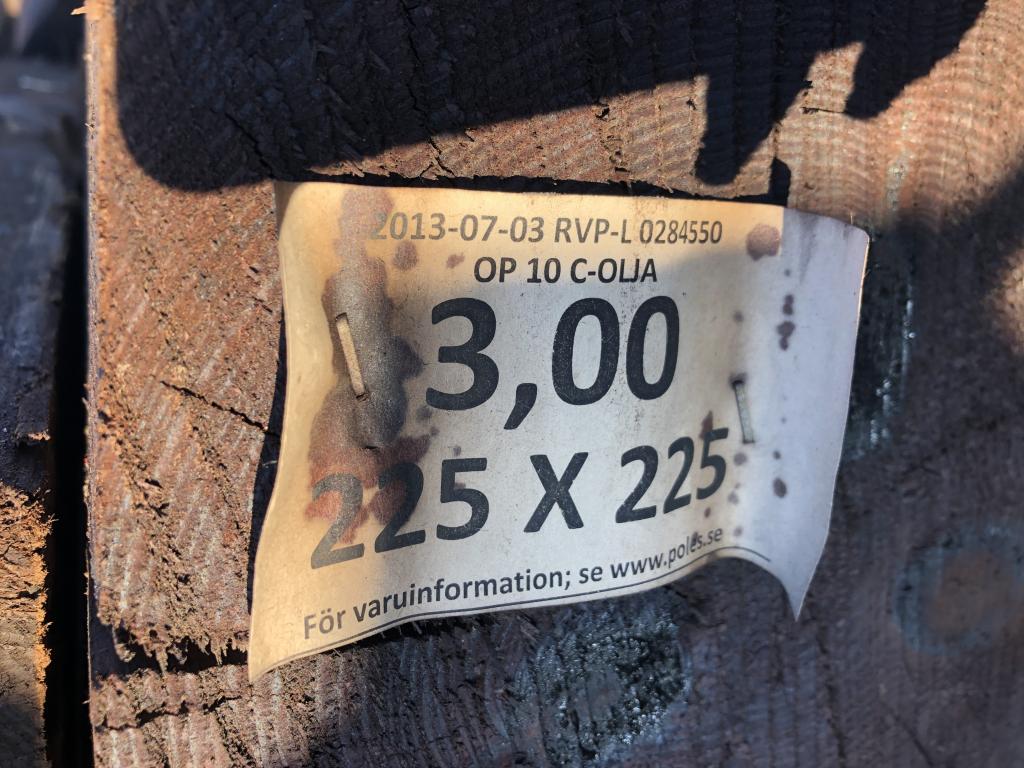 2013-07-03 RVP-L 0284550
OP 10 C-OLJA
3,00
225 X 225
För varuinformation; se www.poles.se